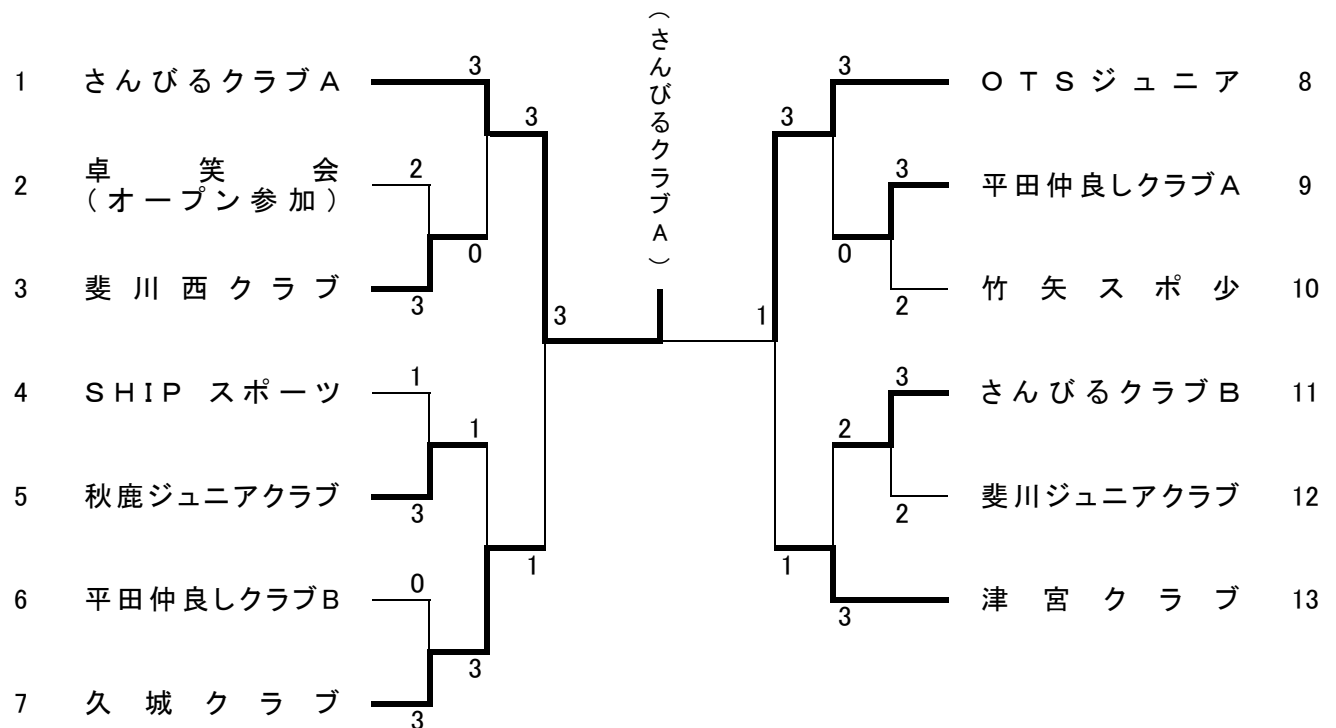 (さんびるクラブA)
3
1 さんびるクラブA
3
2 卓笑会
(オープン参加)
2
0
3 斐川西クラブ
3
3
4 SHIP スポーツ
1
1
5 秋鹿ジュニアクラブ
3
1
6 平田仲良しクラブB
0
3
7 久城クラブ
3
3
OTSジュニア 8
3
3
平田仲良しクラブA 9
0
2
竹矢スポ少 10
1
3
さんびるクラブB 11
2
2
斐川ジュニアクラブ 12
1
3
津宮クラブ 13